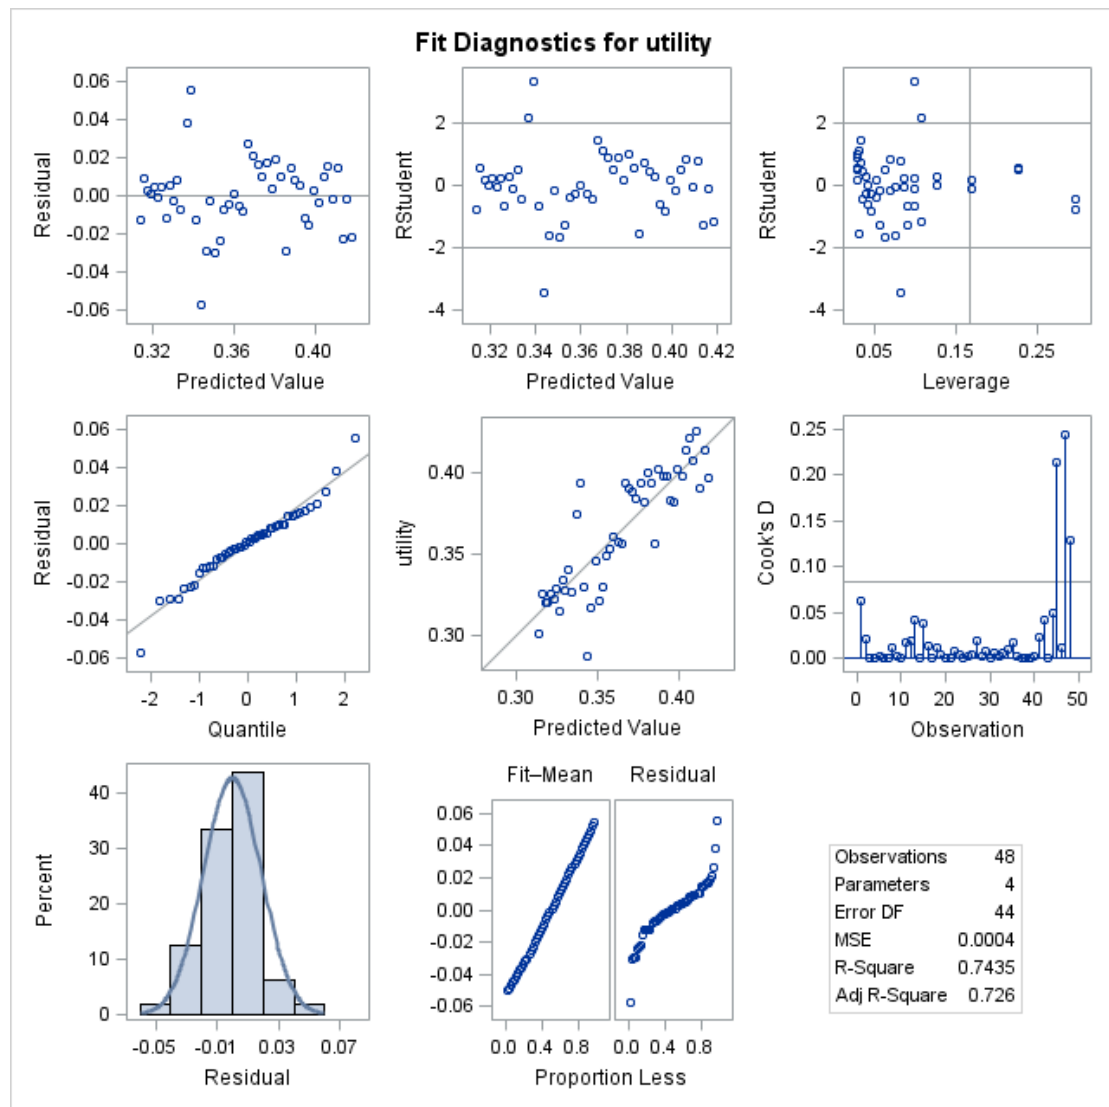 Fit Diagnostics for utility
0.06
0.04
0.02
0.00
-0.02
-0.04
-0.06
Residual
0.32 0.36 0.40
Predicted Value
2
0
-2
-4
RStudent
0.32 0.34 0.36 0.38 0.40 0.42
Predicted Value
2
0
-2
-4
RStudent
0.05 0.15 0.25
Leverage
0.06
0.04
0.02
0.00
-0.02
-0.04
-0.06
Residual
-2 -1 0 1 2
Quantile
0.40
0.35
0.30
utility
0.30 0.35 0.40
Predicted Value
0.25
0.20
0.15
0.10
0.05
0.00
Cook's D
0 10 20 30 40 50
Observation
40
30
20
10
0
Percent
-0.05 -0.01 0.03 0.07
Residual
Fit–Mean Residual
0.06
0.04
0.02
0.00
-0.02
-0.04
-0.06
0.0 0.4 0.8 0.0 0.4 0.8
Proportion Less
Observations 48
Parameters 4
Error DF 44
MSE 0.0004
R-Square 0.7435
Adj R-Square 0.726